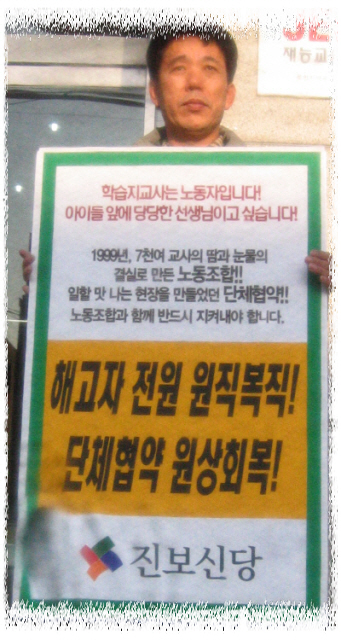 재능교
학습지교사는 노동자입니다!
아이들 앞에 당당한 선생님이고 싶습니다!
1999년, 7천여 교사의 땀과 눈물의
결실로 만든 노동조합!!
일할 맛 나는 현장을 만들었던 단체협약!!
노동조합과 함께 반드시 지켜내야 합니다.
해고자 전원 원직복직!
단체협약 원상회복!
진보신당